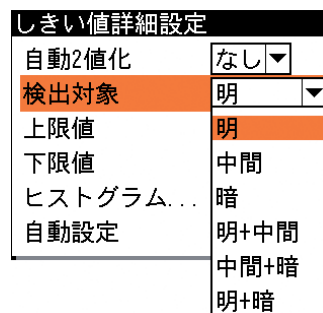 しきい値詳細設定
自動2値化 なし▼
検出対象 明 ▼
上限値 明
下限値 中間
ヒストグラム... 暗
自動設定 明+中間
中間+暗
明+暗